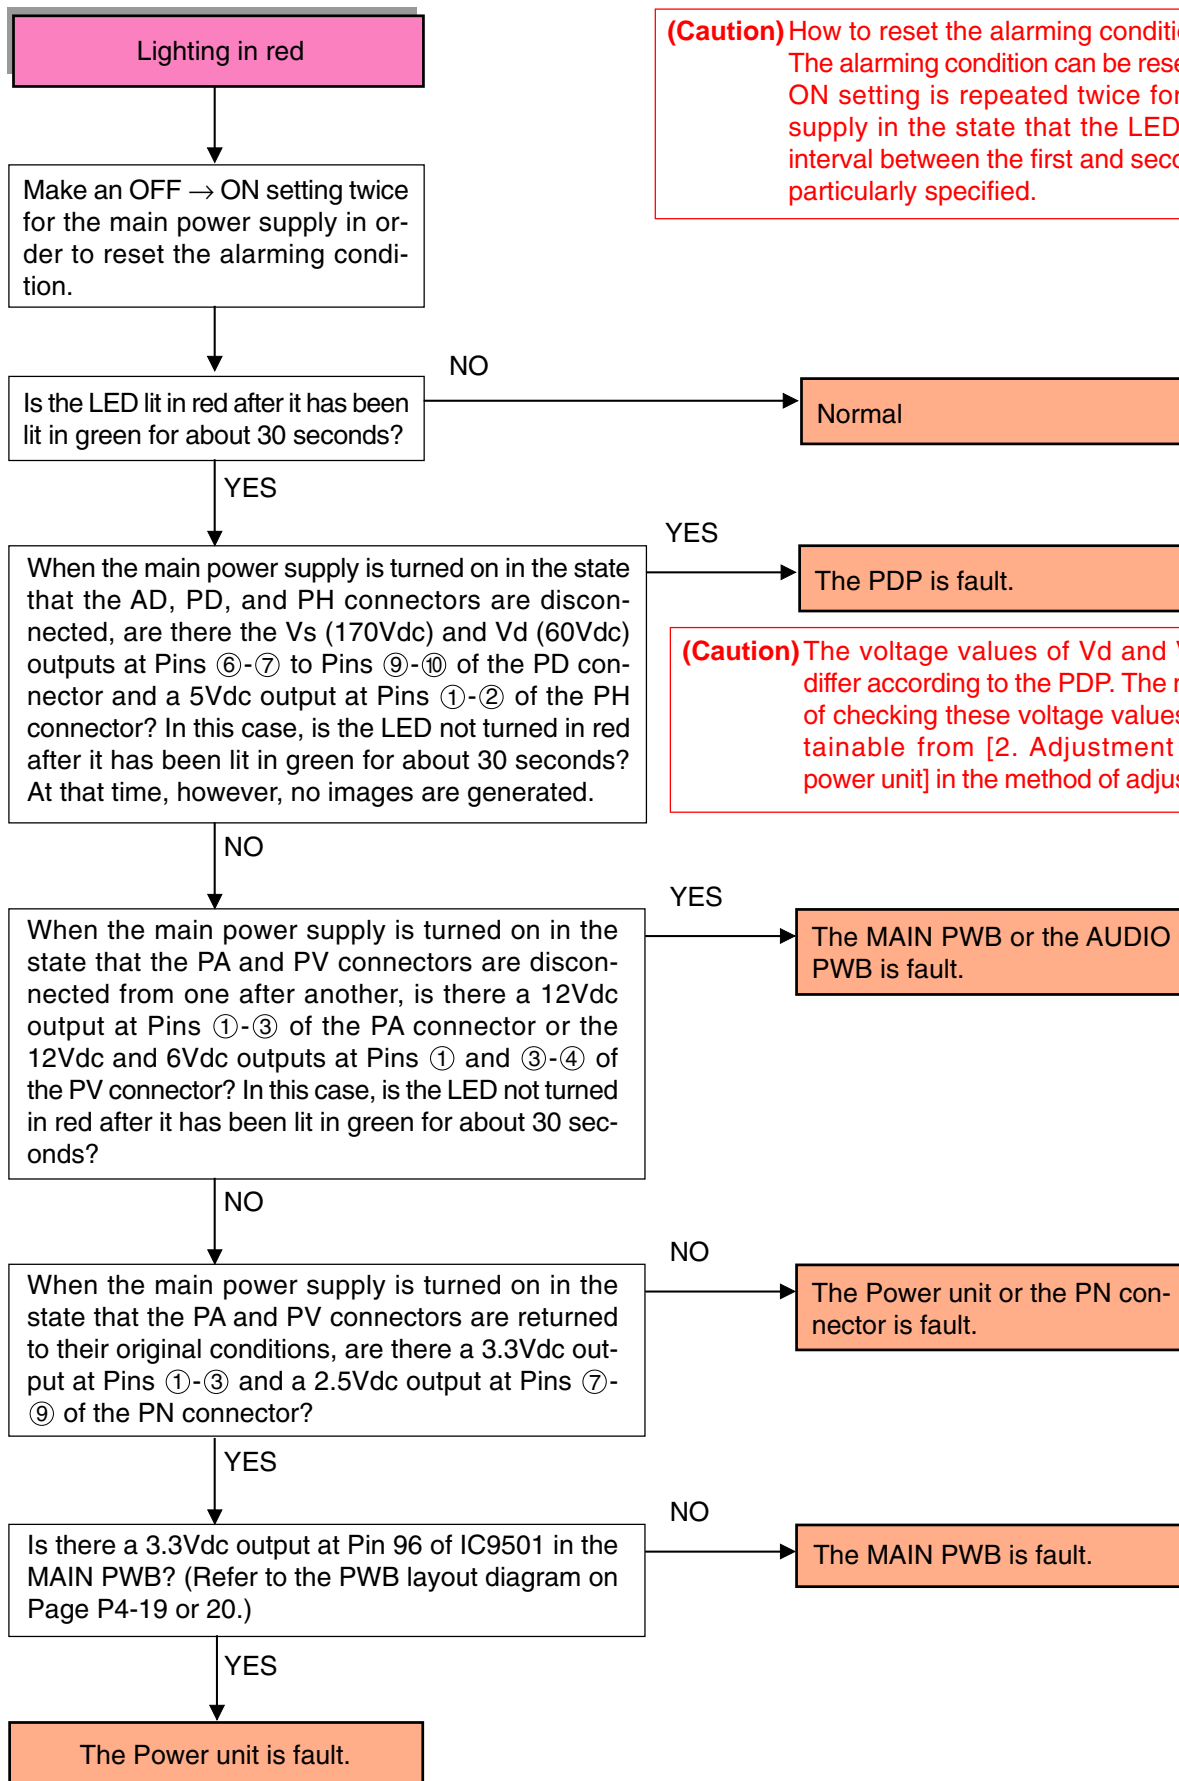 Lighting in red
(Caution) How to reset the alarming conditi
The alarming condition can be rese
ON setting is repeated twice for
supply in the state that the LED
interval between the first and seco
particularly specified.
Make an OFF → ON setting twice
for the main power supply in or-
der to reset the alarming condi-
tion.
Is the LED lit in red after it has been
lit in green for about 30 seconds?
NO
Normal
YES
When the main power supply is turned on in the state
that the AD, PD, and PH connectors are discon-
nected, are there the Vs (170Vdc) and Vd (60Vdc)
outputs at Pins ⑥-⑦ to Pins ⑨-⑩ of the PD con-
nector and a 5Vdc output at Pins ①-② of the PH
connector? In this case, is the LED not turned in red
after it has been lit in green for about 30 seconds?
At that time, however, no images are generated.
YES
The PDP is fault.
(Caution) The voltage values of Vd and V
differ according to the PDP. The r
of checking these voltage values
tainable from [2. Adjustment
power unit] in the method of adjus
NO
When the main power supply is turned on in the
state that the PA and PV connectors are discon-
nected from one after another, is there a 12Vdc
output at Pins ①-③ of the PA connector or the
12Vdc and 6Vdc outputs at Pins ① and ③-④ of
the PV connector? In this case, is the LED not turned
in red after it has been lit in green for about 30 sec-
onds?
YES
The MAIN PWB or the AUDIO
PWB is fault.
NO
When the main power supply is turned on in the
state that the PA and PV connectors are returned
to their original conditions, are there a 3.3Vdc out-
put at Pins ①-③ and a 2.5Vdc output at Pins ⑦-
⑨ of the PN connector?
NO
The Power unit or the PN con-
nector is fault.
YES
Is there a 3.3Vdc output at Pin 96 of IC9501 in the
MAIN PWB? (Refer to the PWB layout diagram on
Page P4-19 or 20.)
NO
The MAIN PWB is fault.
YES
The Power unit is fault.